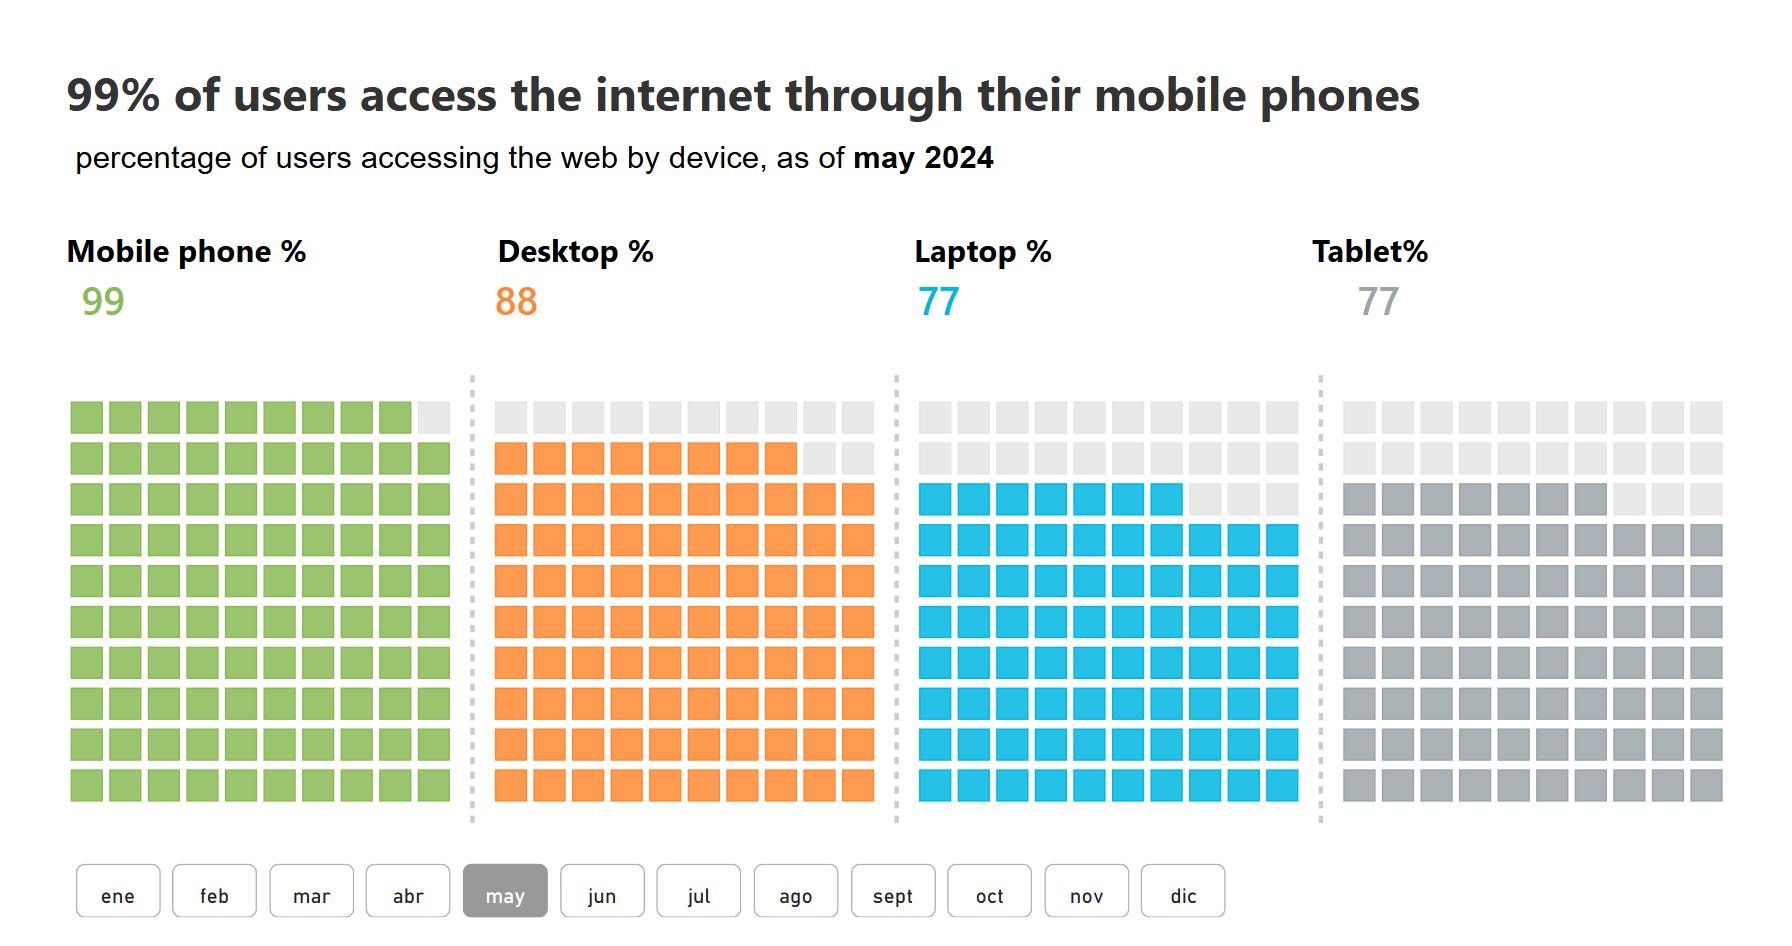 99% of users access the internet through their mobile phones
percentage of users accessing the web by device, as of may 2024
Mobile phone %
99
Desktop %
88
Laptop %
77
Tablet%
77
ene feb mar abr may jun jul ago sept oct nov dic